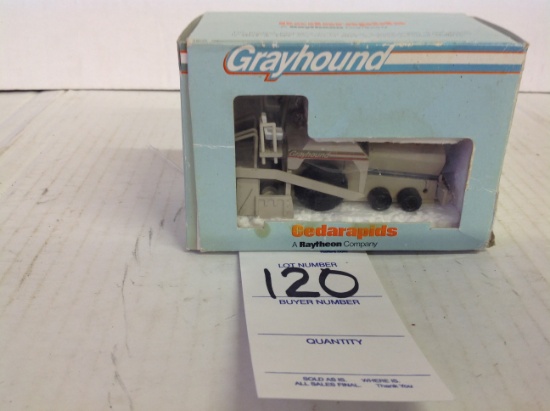 Grayhound
Cedarapids
A Raytheon Company
LOT NUMBER
120
BUYER NUMBER
QUANTITY
SOLD AS IS. WHERE IS.
ALL SALES FINAL. Thank You